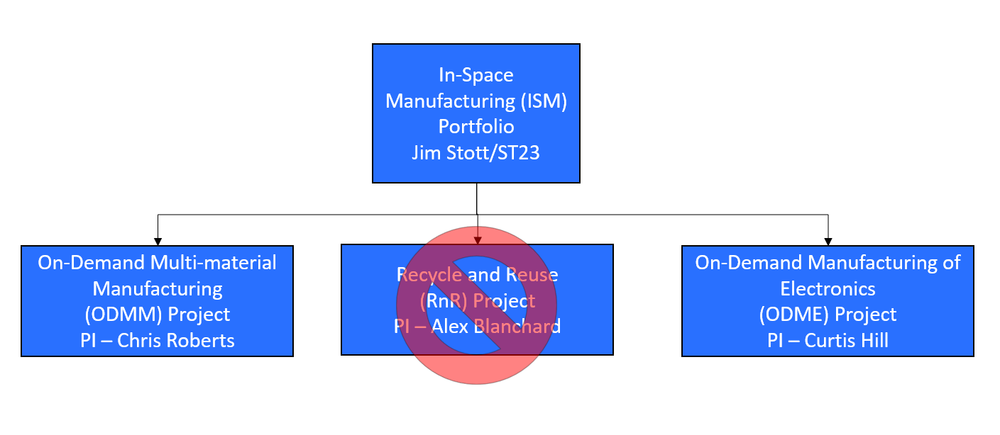 In-Space
Manufacturing (ISM)
Portfolio
Jim Stott/ST23
On-Demand Multi-material
Manufacturing
(ODMM) Project
PI – Chris Roberts
Recycle and Reuse
(RnR) Project
PI – Alex Blanchard
On-Demand Manufacturing of
Electronics
(ODME) Project
PI – Curtis Hill